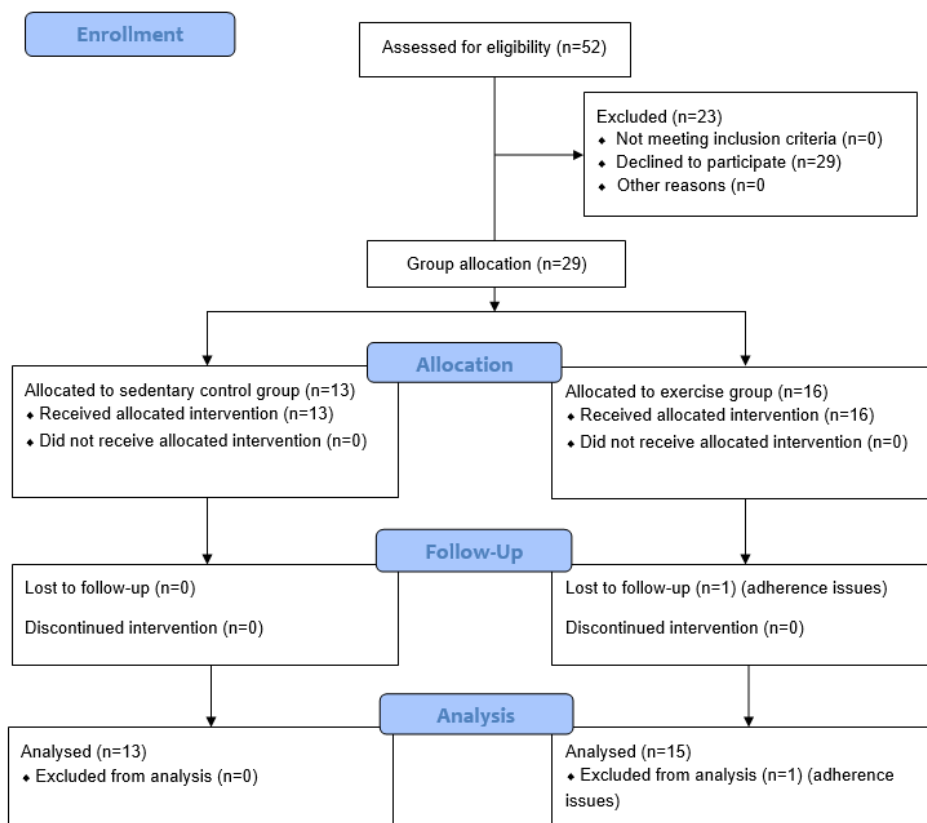 Enrollment
Assessed for eligibility (n=52)
Excluded (n=23)
⬥ Not meeting inclusion criteria (n=0)
⬥ Declined to participate (n=29)
⬥ Other reasons (n=0
Group allocation (n=29)
Allocation
Allocated to sedentary control group (n=13)
⬥ Received allocated intervention (n=13)
⬥ Did not receive allocated intervention (n=0)
Allocated to exercise group (n=16)
⬥ Received allocated intervention (n=16)
⬥ Did not receive allocated intervention (n=0)
Follow-Up
Lost to follow-up (n=0)
Discontinued intervention (n=0)
Lost to follow-up (n=1) (adherence issues)
Discontinued intervention (n=0)
Analysis
Analysed (n=13)
⬥ Excluded from analysis (n=0)
Analysed (n=15)
⬥ Excluded from analysis (n=1) (adherence
issues)